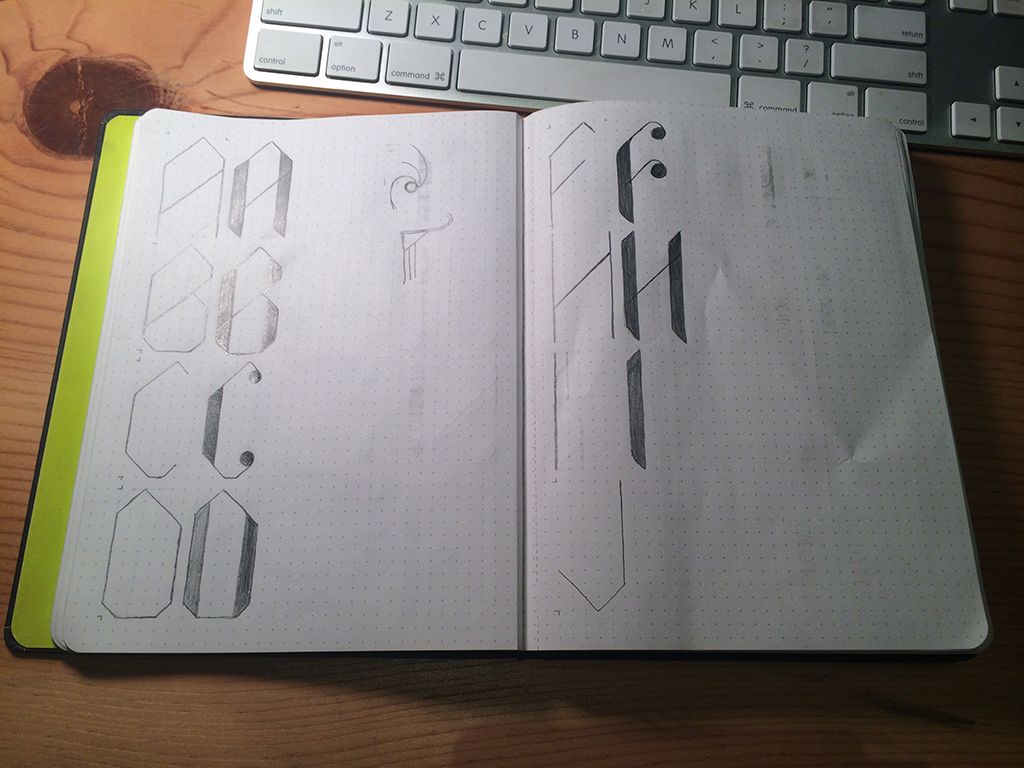 J K L : ; " ' return
shift Z X C V B N M < , > . ? / shift
control alt option command ⌘ ⌘ command alt option control
A A
B B
C C
D D
F F
H H
I I
J